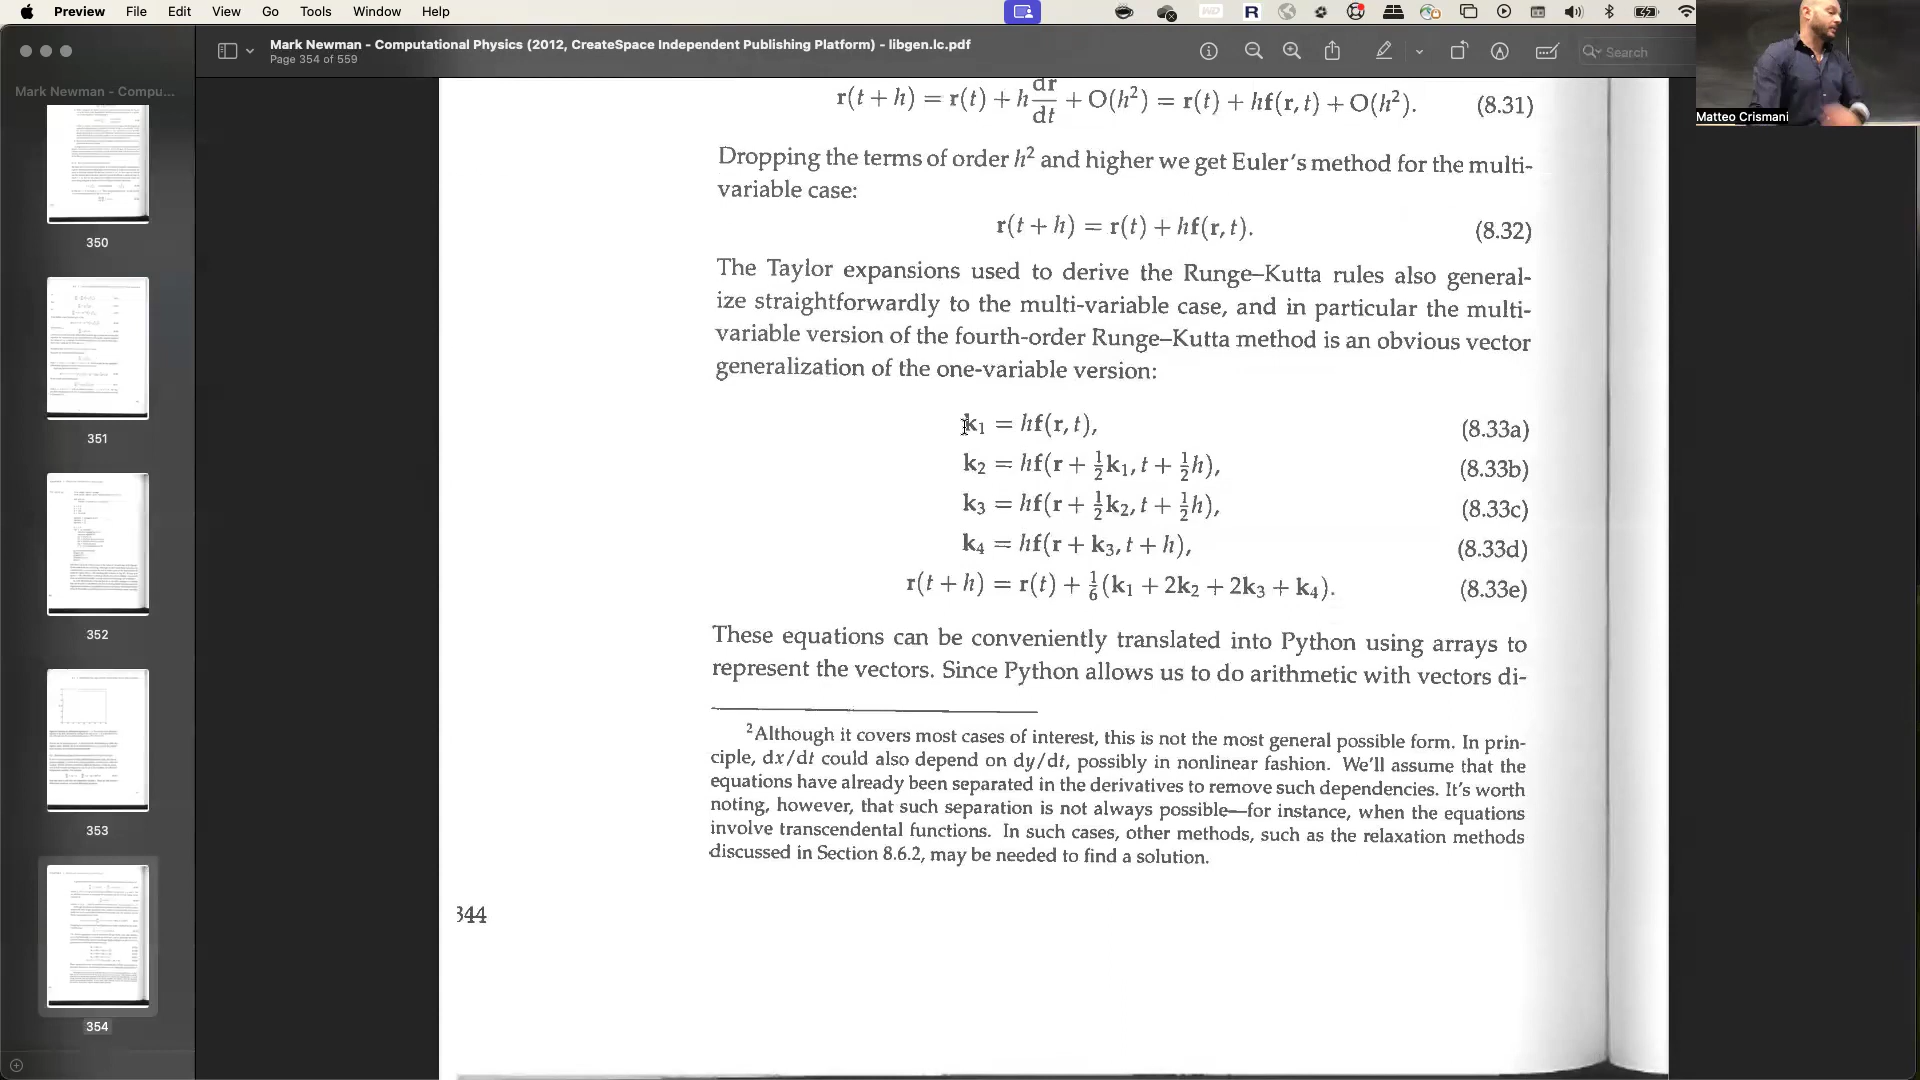 Preview File Edit View Go Tools Window Help
Mark Newman - Computational Physics (2012, CreateSpace Independent Publishing Platform) - libgen.lc.pdf
Page 354 of 559
Search
Matteo Crismani
Mark Newman - Compu...
350
351
352
353
354
r(t + h) = r(t) + h dr/dt + O(h²) = r(t) + hf(r, t) + O(h²). (8.31)
Dropping the terms of order h² and higher we get Euler's method for the multi-
variable case:
r(t + h) = r(t) + hf(r, t). (8.32)
The Taylor expansions used to derive the Runge–Kutta rules also general-
ize straightforwardly to the multi-variable case, and in particular the multi-
variable version of the fourth-order Runge–Kutta method is an obvious vector
generalization of the one-variable version:
k₁ = hf(r, t), (8.33a)
k₂ = hf(r + ½k₁, t + ½h), (8.33b)
k₃ = hf(r + ½k₂, t + ½h), (8.33c)
k₄ = hf(r + k₃, t + h), (8.33d)
r(t + h) = r(t) + ⅙(k₁ + 2k₂ + 2k₃ + k₄). (8.33e)
These equations can be conveniently translated into Python using arrays to
represent the vectors. Since Python allows us to do arithmetic with vectors di-
²Although it covers most cases of interest, this is not the most general possible form. In prin-
ciple, dx/dt could also depend on dy/dt, possibly in nonlinear fashion. We'll assume that the
equations have already been separated in the derivatives to remove such dependencies. It's worth
noting, however, that such separation is not always possible—for instance, when the equations
involve transcendental functions. In such cases, other methods, such as the relaxation methods
discussed in Section 8.6.2, may be needed to find a solution.
344